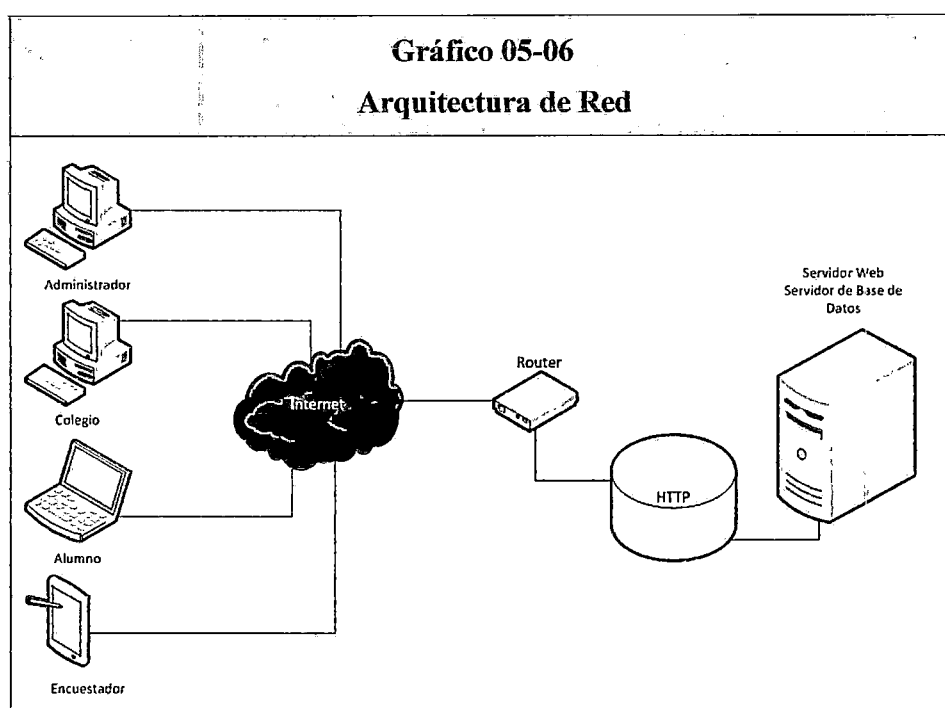 Gráfico 05-06
Arquitectura de Red
Administrador
Colegio
Alumno
Encuestador
Internet
Router
HTTP
Servidor Web
Servidor de Base de
Datos